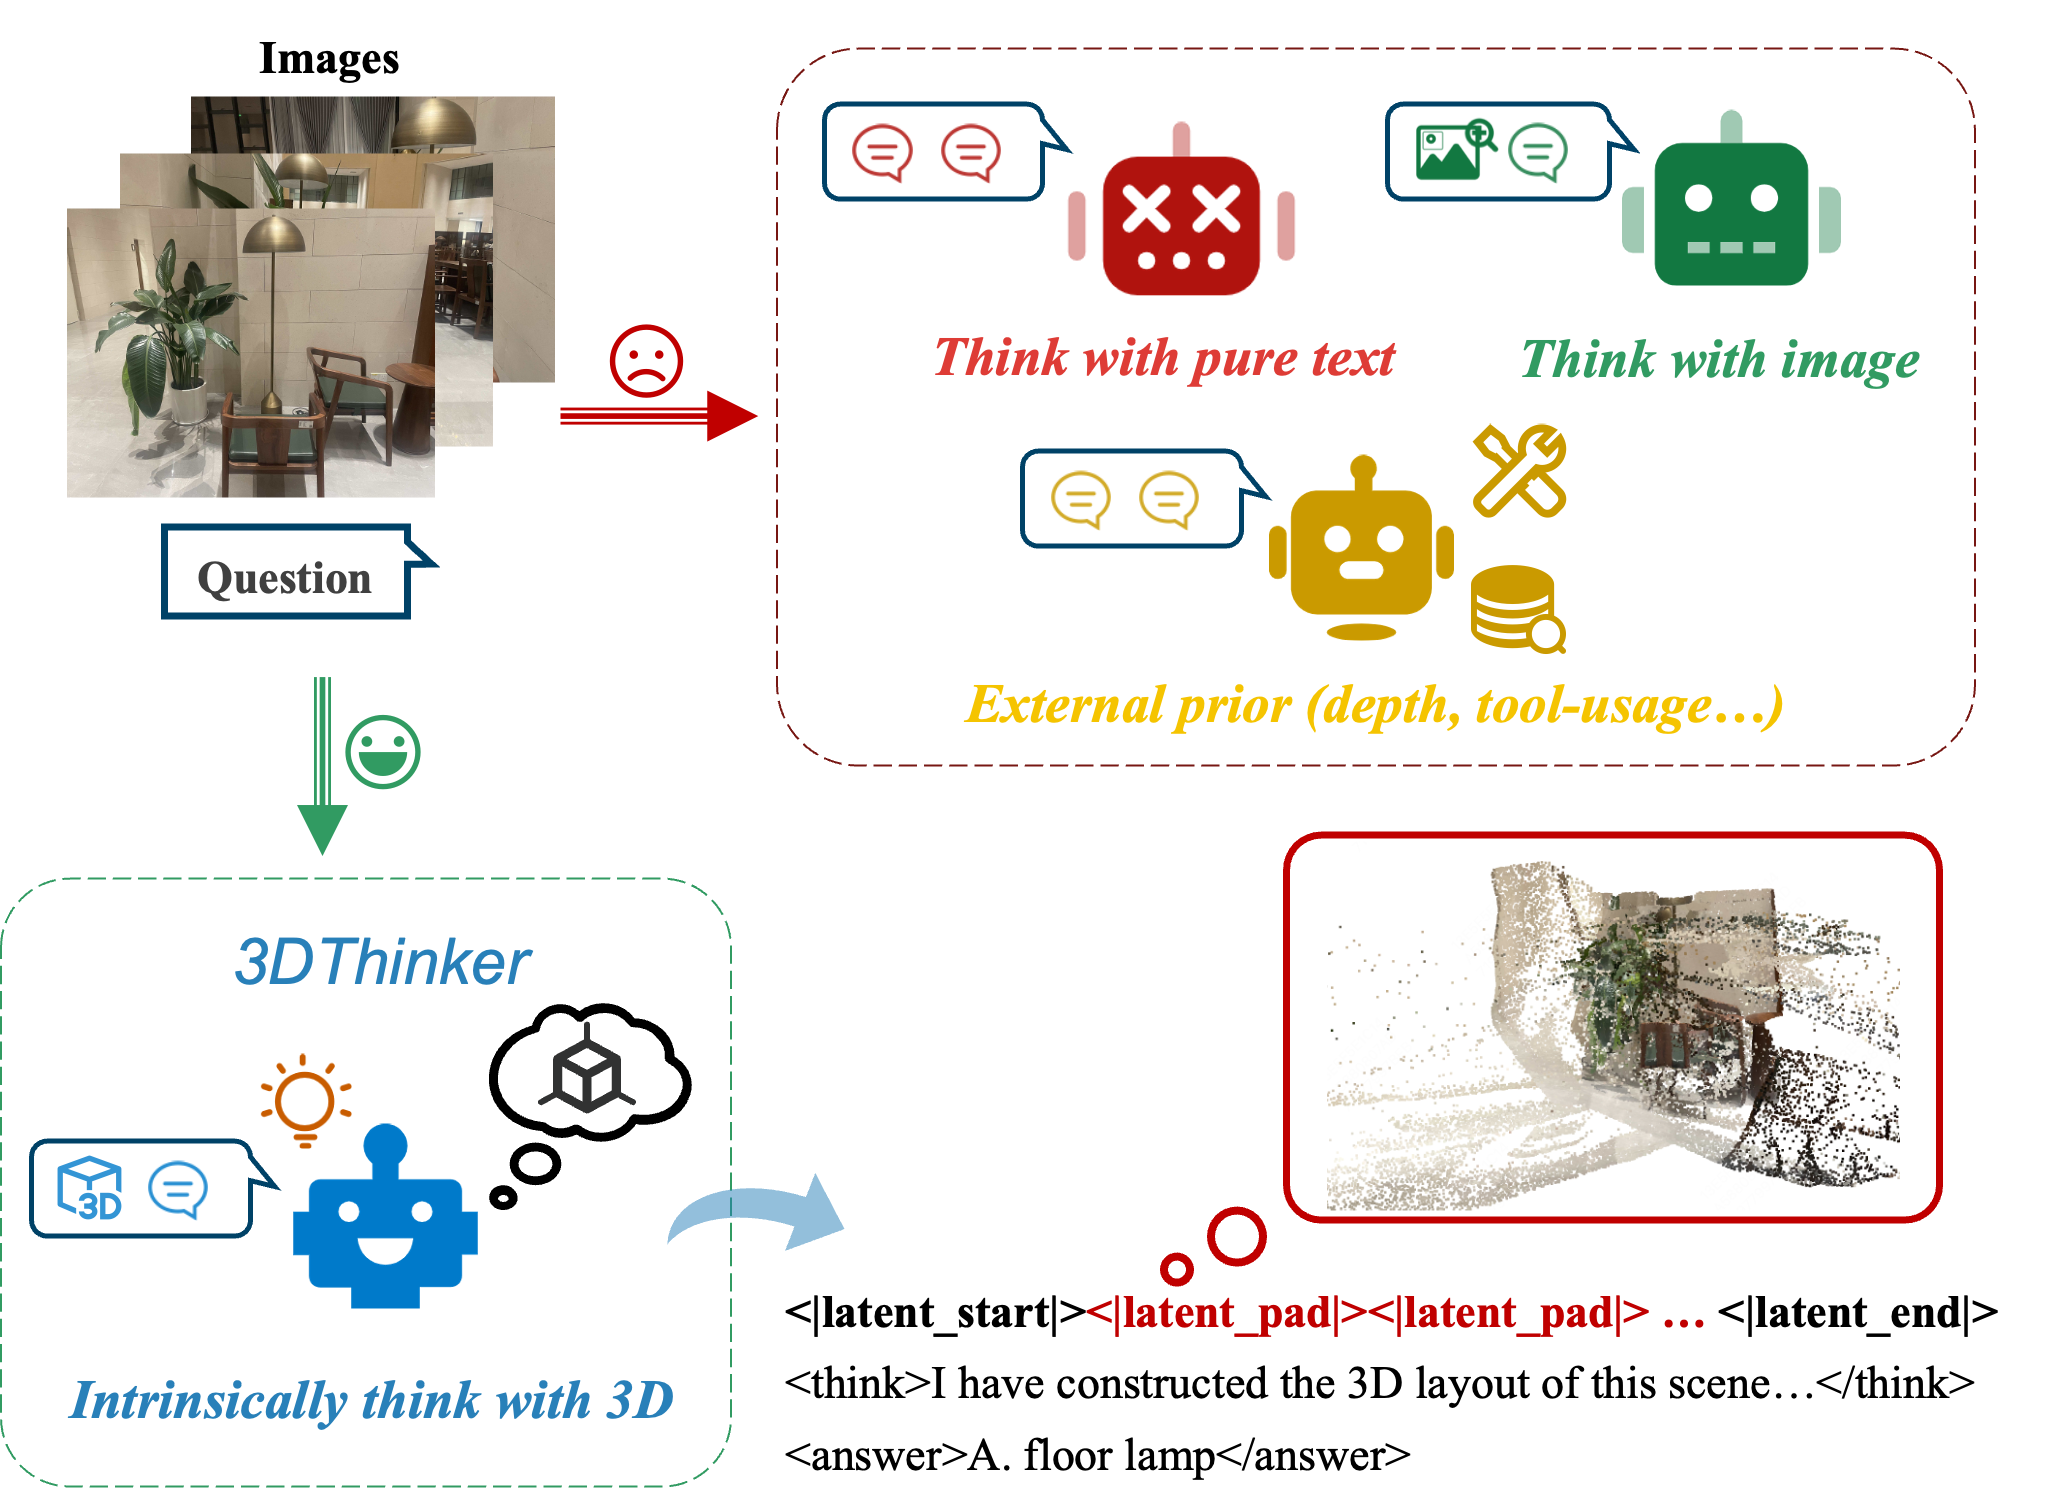 Images
Question
Think with pure text
Think with image
External prior (depth, tool-usage…)
3DThinker
3D
Intrinsically think with 3D
<|latent_start|><|latent_pad|><|latent_pad|> … <|latent_end|>
<think>I have constructed the 3D layout of this scene…</think>
<answer>A. floor lamp</answer>